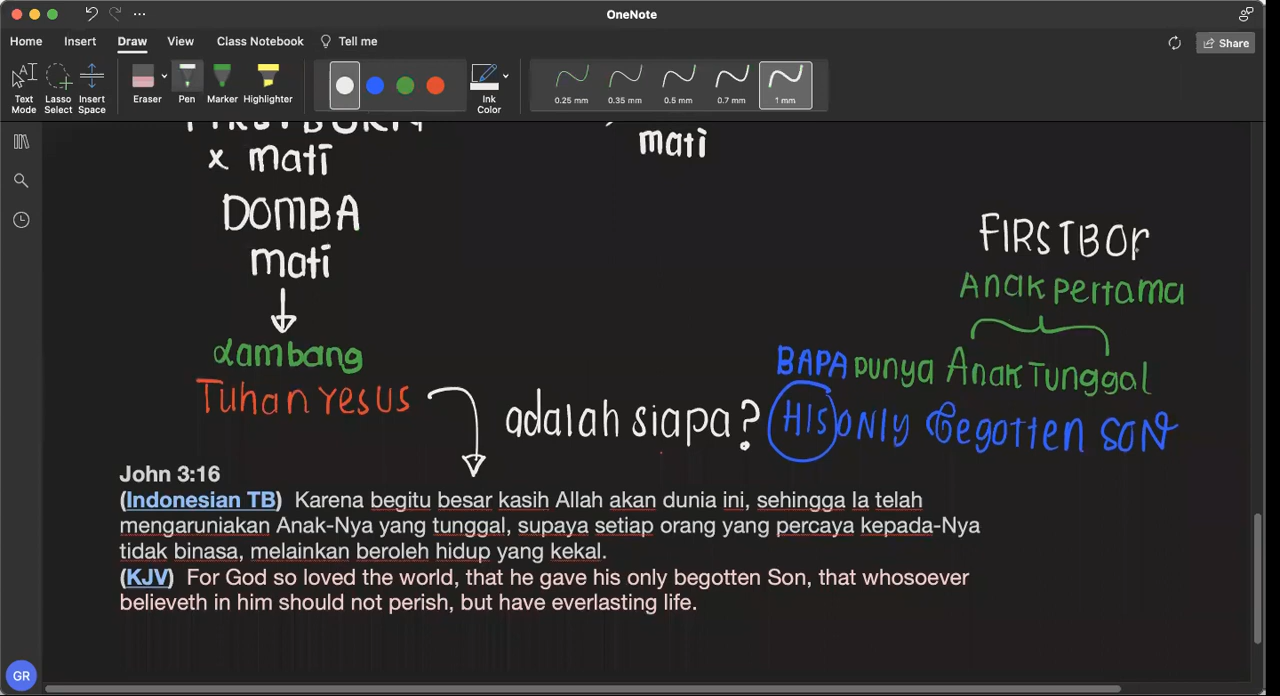 OneNote
Home Insert Draw View Class Notebook Tell me
Share
Text Mode
Lasso Select
Insert Space
Eraser
Pen
Marker
Highlighter
Ink Color
0.25 mm
0.35 mm
0.5 mm
0.7 mm
1 mm
FIRSTBORN
x mati
mati
DOMBA
mati
FIRSTBOr
Anak pertama
Lambang
BAPA punya Anak Tunggal
Tuhan Yesus
adalah siapa? HIS ONLY Begotten SON
John 3:16
(Indonesian TB) Karena begitu besar kasih Allah akan dunia ini, sehingga Ia telah
mengaruniakan Anak-Nya yang tunggal, supaya setiap orang yang percaya kepada-Nya
tidak binasa, melainkan beroleh hidup yang kekal.
(KJV) For God so loved the world, that he gave his only begotten Son, that whosoever
believeth in him should not perish, but have everlasting life.
GR